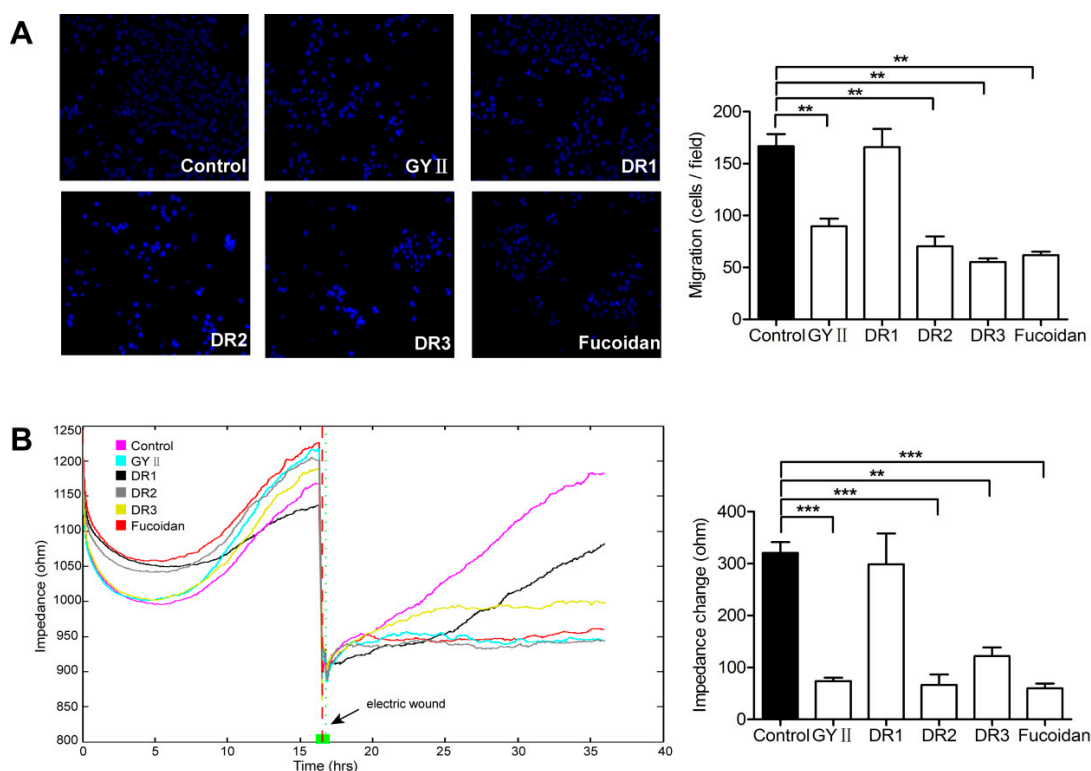 A
Control
GY Ⅱ
DR1
DR2
DR3
Fucoidan
Migration (cells / field)
200
150
100
50
0
**
**
**
**
Control GY Ⅱ DR1 DR2 DR3 Fucoidan
B
Impedance (ohm)
1250
1200
1150
1100
1050
1000
950
900
850
800
Control
GY Ⅱ
DR1
DR2
DR3
Fucoidan
electric wound
0 5 10 15 20 25 30 35 40
Time (hrs)
Impedance change (ohm)
400
300
200
100
0
***
**
***
***
Control GY Ⅱ DR1 DR2 DR3 Fucoidan